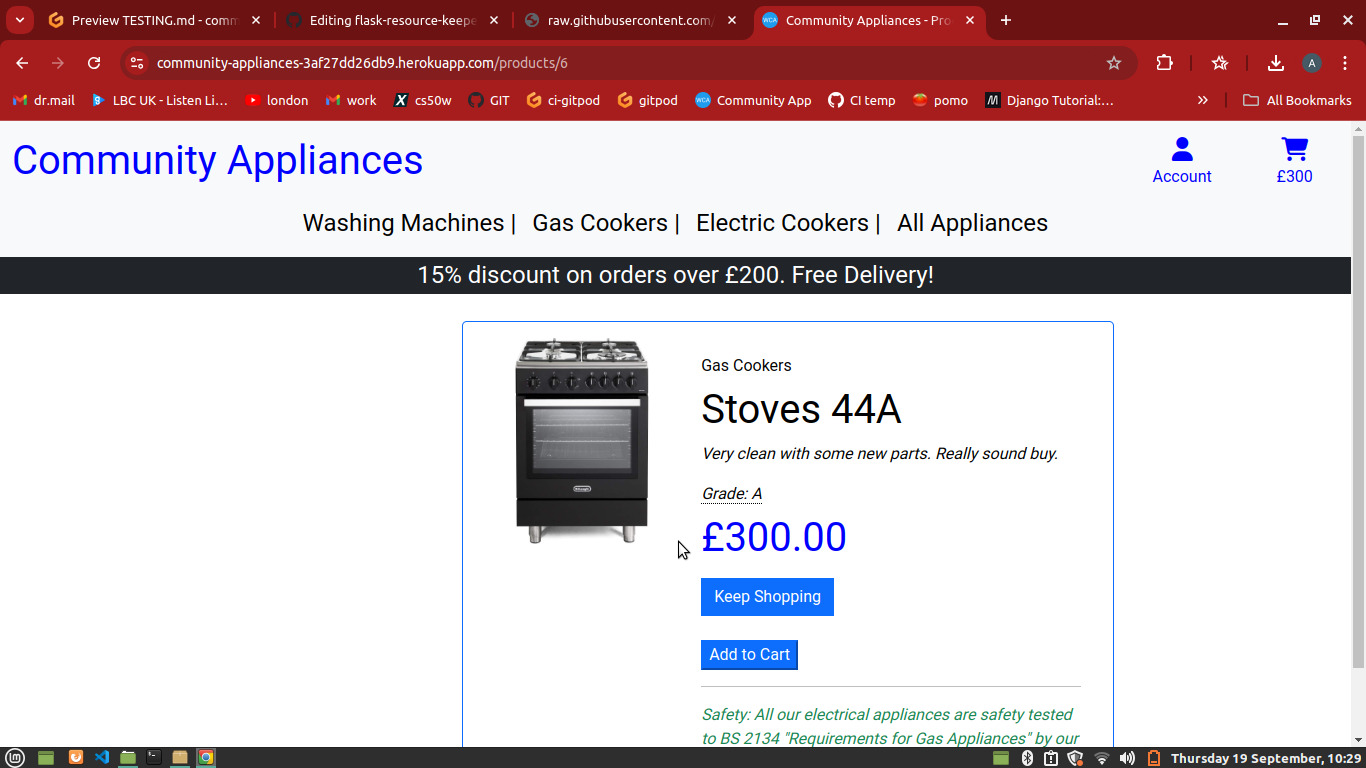 Preview TESTING.md - comm
Editing flask-resource-keepe
raw.githubusercontent.com/
Community Appliances - Pro
community-appliances-3af27dd26db9.herokuapp.com/products/6
A
dr.mail
LBC UK - Listen Li…
london
work
cs50w
GIT
ci-gitpod
gitpod
WCA
Community App
CI temp
pomo
Django Tutorial:…
All Bookmarks
Community Appliances
Account
£300
Washing Machines |
Gas Cookers |
Electric Cookers |
All Appliances
15% discount on orders over £200. Free Delivery!
Gas Cookers
Stoves 44A
Very clean with some new parts. Really sound buy.
Grade: A
£300.00
Keep Shopping
Add to Cart
Safety: All our electrical appliances are safety tested
to BS 2134 "Requirements for Gas Appliances" by our
Thursday 19 September, 10:29